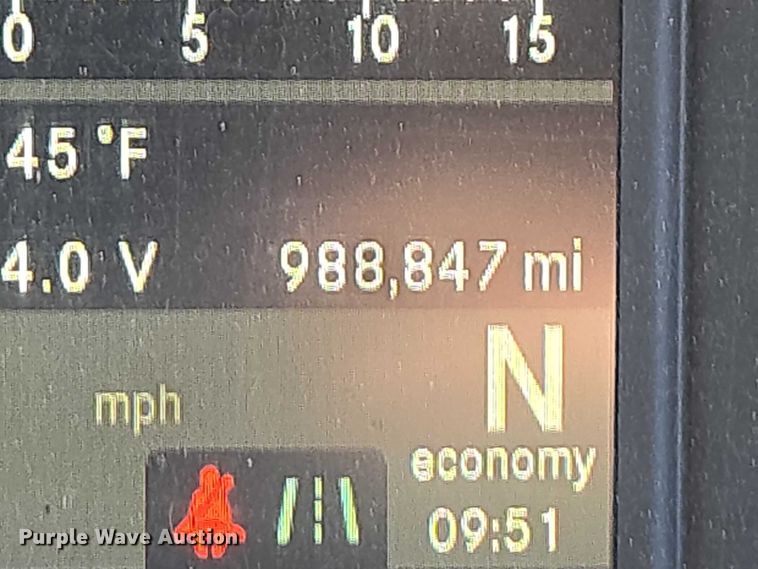 0 5 10 15
45 °F
4.0 V 988,847 mi
N
mph
economy
09:51
Purple Wave Auction